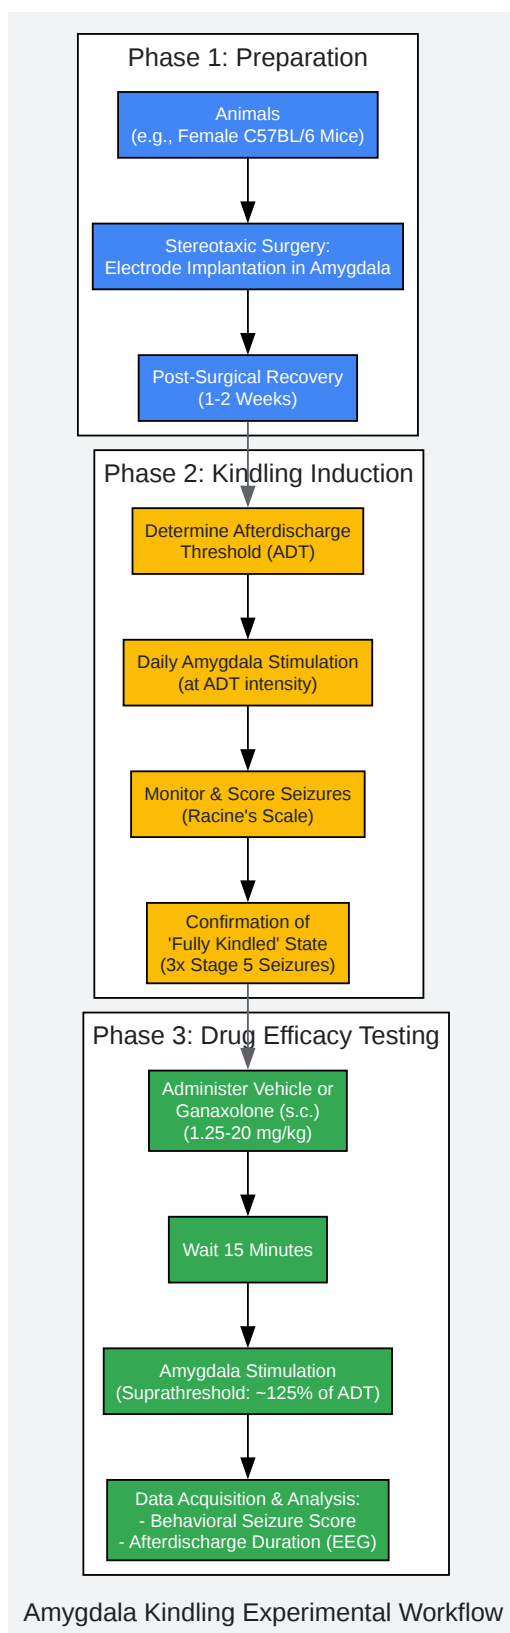 Phase 1: Preparation
Animals
(e.g., Female C57BL/6 Mice)
Stereotaxic Surgery:
Electrode Implantation in Amygdala
Post-Surgical Recovery
(1-2 Weeks)
Phase 2: Kindling Induction
Determine Afterdischarge
Threshold (ADT)
Daily Amygdala Stimulation
(at ADT intensity)
Monitor & Score Seizures
(Racine's Scale)
Confirmation of
'Fully Kindled' State
(3x Stage 5 Seizures)
Phase 3: Drug Efficacy Testing
Administer Vehicle or
Ganaxolone (s.c.)
(1.25-20 mg/kg)
Wait 15 Minutes
Amygdala Stimulation
(Suprathreshold: ~125% of ADT)
Data Acquisition & Analysis:
- Behavioral Seizure Score
- Afterdischarge Duration (EEG)
Amygdala Kindling Experimental Workflow